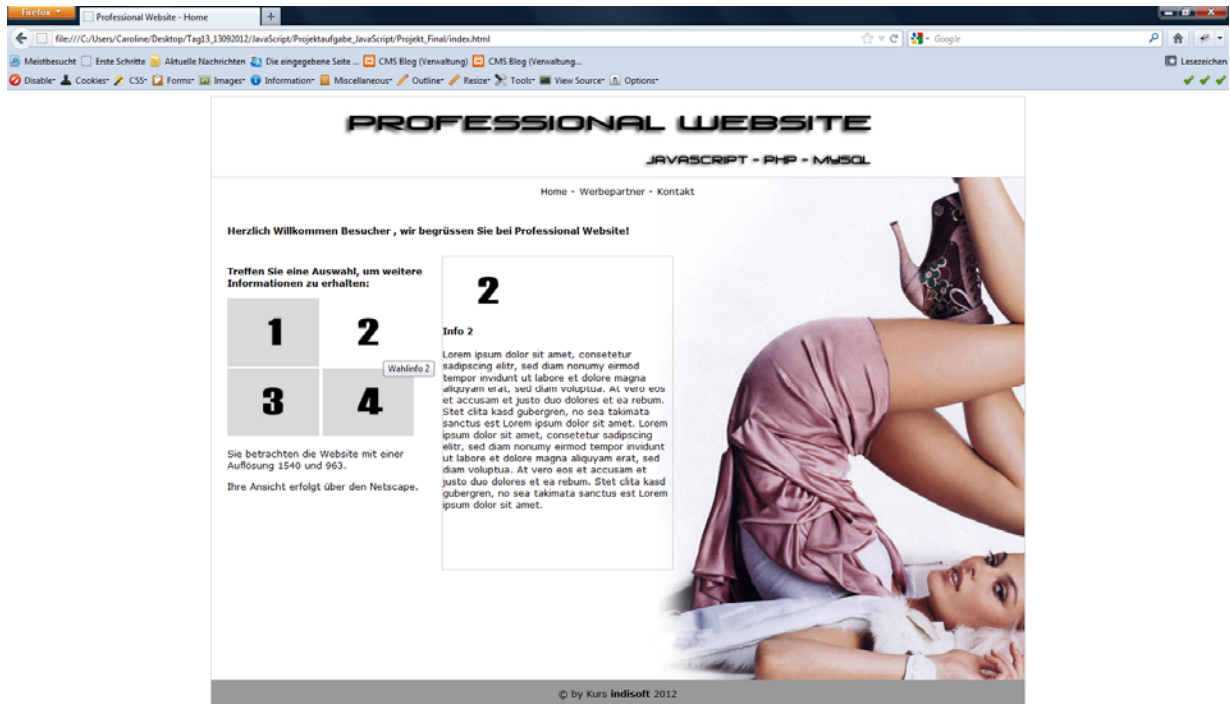 Firefox
Professional Website - Home
+
file:///C:/Users/Caroline/Desktop/Tag13_13092012/JavaScript/Projektaufgabe_JavaScript/Projekt_Final/index.html
Google
Meistbesucht Erste Schritte Aktuelle Nachrichten Die eingegebene Seite ... CMS Blog (Verwaltung) CMS Blog (Verwaltung... Lesezeichen
Disable Cookies CSS Forms Images Information Miscellaneous Outline Resize Tools View Source Options
PROFESSIONAL WEBSITE
JAVASCRIPT - PHP - MYSQL
Home - Werbepartner - Kontakt
Herzlich Willkommen Besucher , wir begrüssen Sie bei Professional Website!
Treffen Sie eine Auswahl, um weitere
Informationen zu erhalten:
1 2
Wahlinfo 2
3 4
Sie betrachten die Website mit einer
Auflösung 1540 und 963.
Ihre Ansicht erfolgt über den Netscape.
2
Info 2
Lorem ipsum dolor sit amet, consetetur
sadipscing elitr, sed diam nonumy eirmod
tempor invidunt ut labore et dolore magna
aliquyam erat, sed diam voluptua. At vero eos
et accusam et justo duo dolores et ea rebum.
Stet clita kasd gubergren, no sea takimata
sanctus est Lorem ipsum dolor sit amet. Lorem
ipsum dolor sit amet, consetetur sadipscing
elitr, sed diam nonumy eirmod tempor invidunt
ut labore et dolore magna aliquyam erat, sed
diam voluptua. At vero eos et accusam et
justo duo dolores et ea rebum. Stet clita kasd
gubergren, no sea takimata sanctus est Lorem
ipsum dolor sit amet.
© by Kurs indisoft 2012